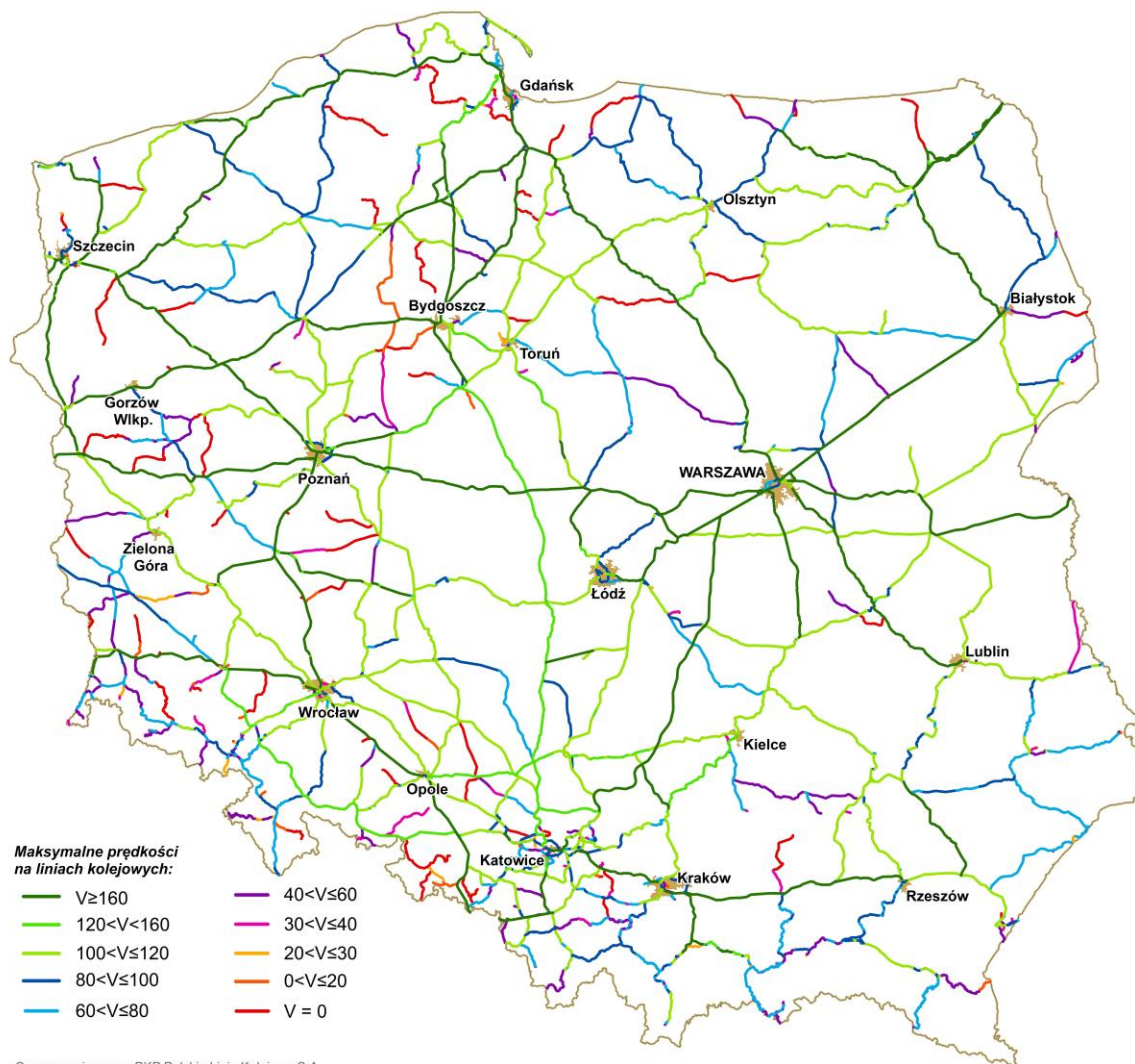 Gdańsk
Olsztyn
Szczecin
Białystok
Bydgoszcz
Toruń
Gorzów
Wlkp.
WARSZAWA
Poznań
Zielona
Góra
Łódź
Lublin
Wrocław
Kielce
Opole
Katowice
Kraków
Rzeszów
Maksymalne prędkości
na liniach kolejowych:
V≥160
120<V<160
100<V≤120
80<V≤100
60<V≤80
40<V≤60
30<V≤40
20<V≤30
0<V≤20
V = 0